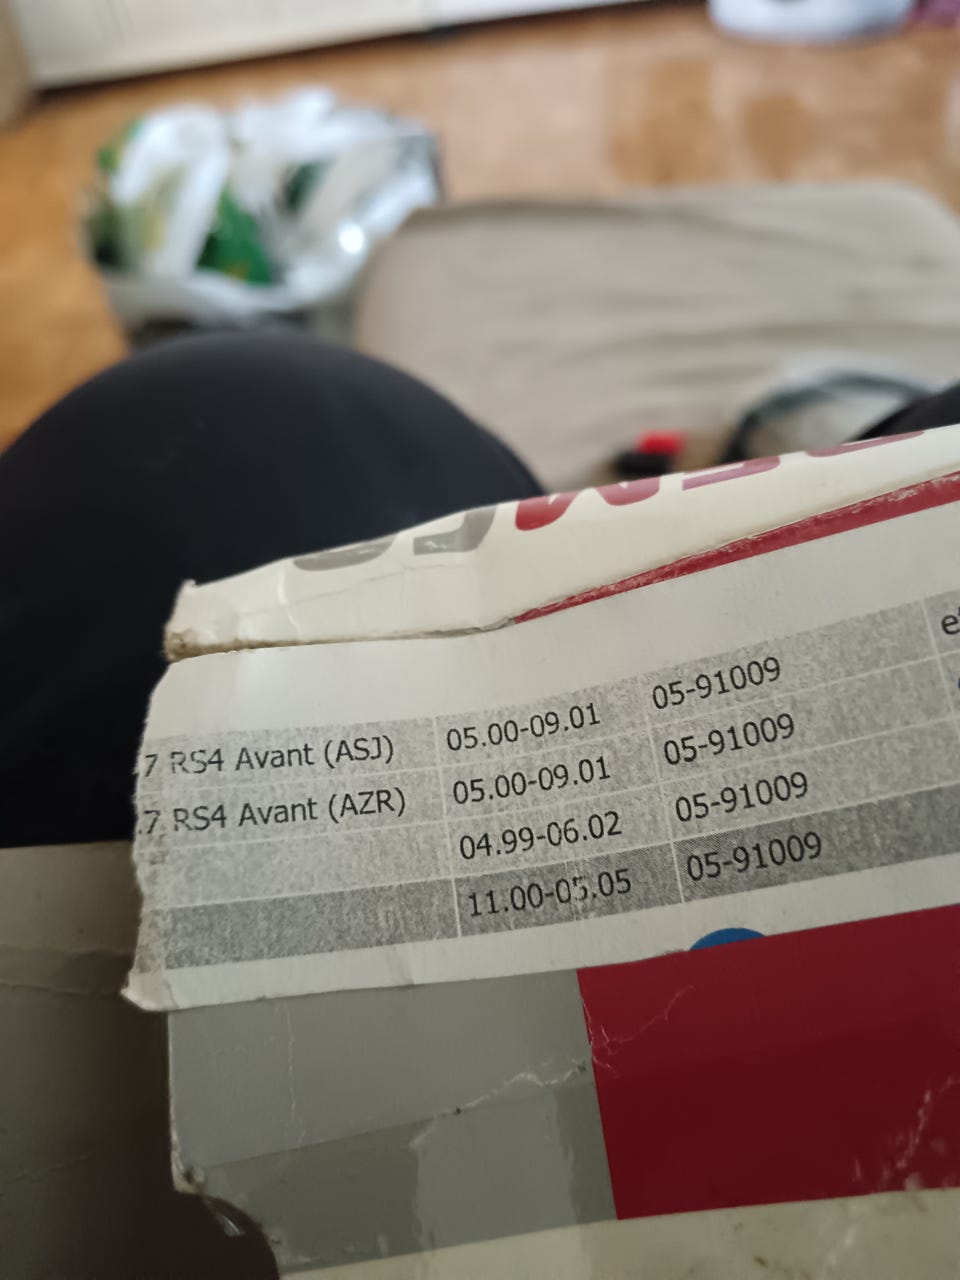 .7 RS4 Avant (ASJ) 05.00-09.01 05-91009
.7 RS4 Avant (AZR) 05.00-09.01 05-91009
04.99-06.02 05-91009
11.00-05.05 05-91009